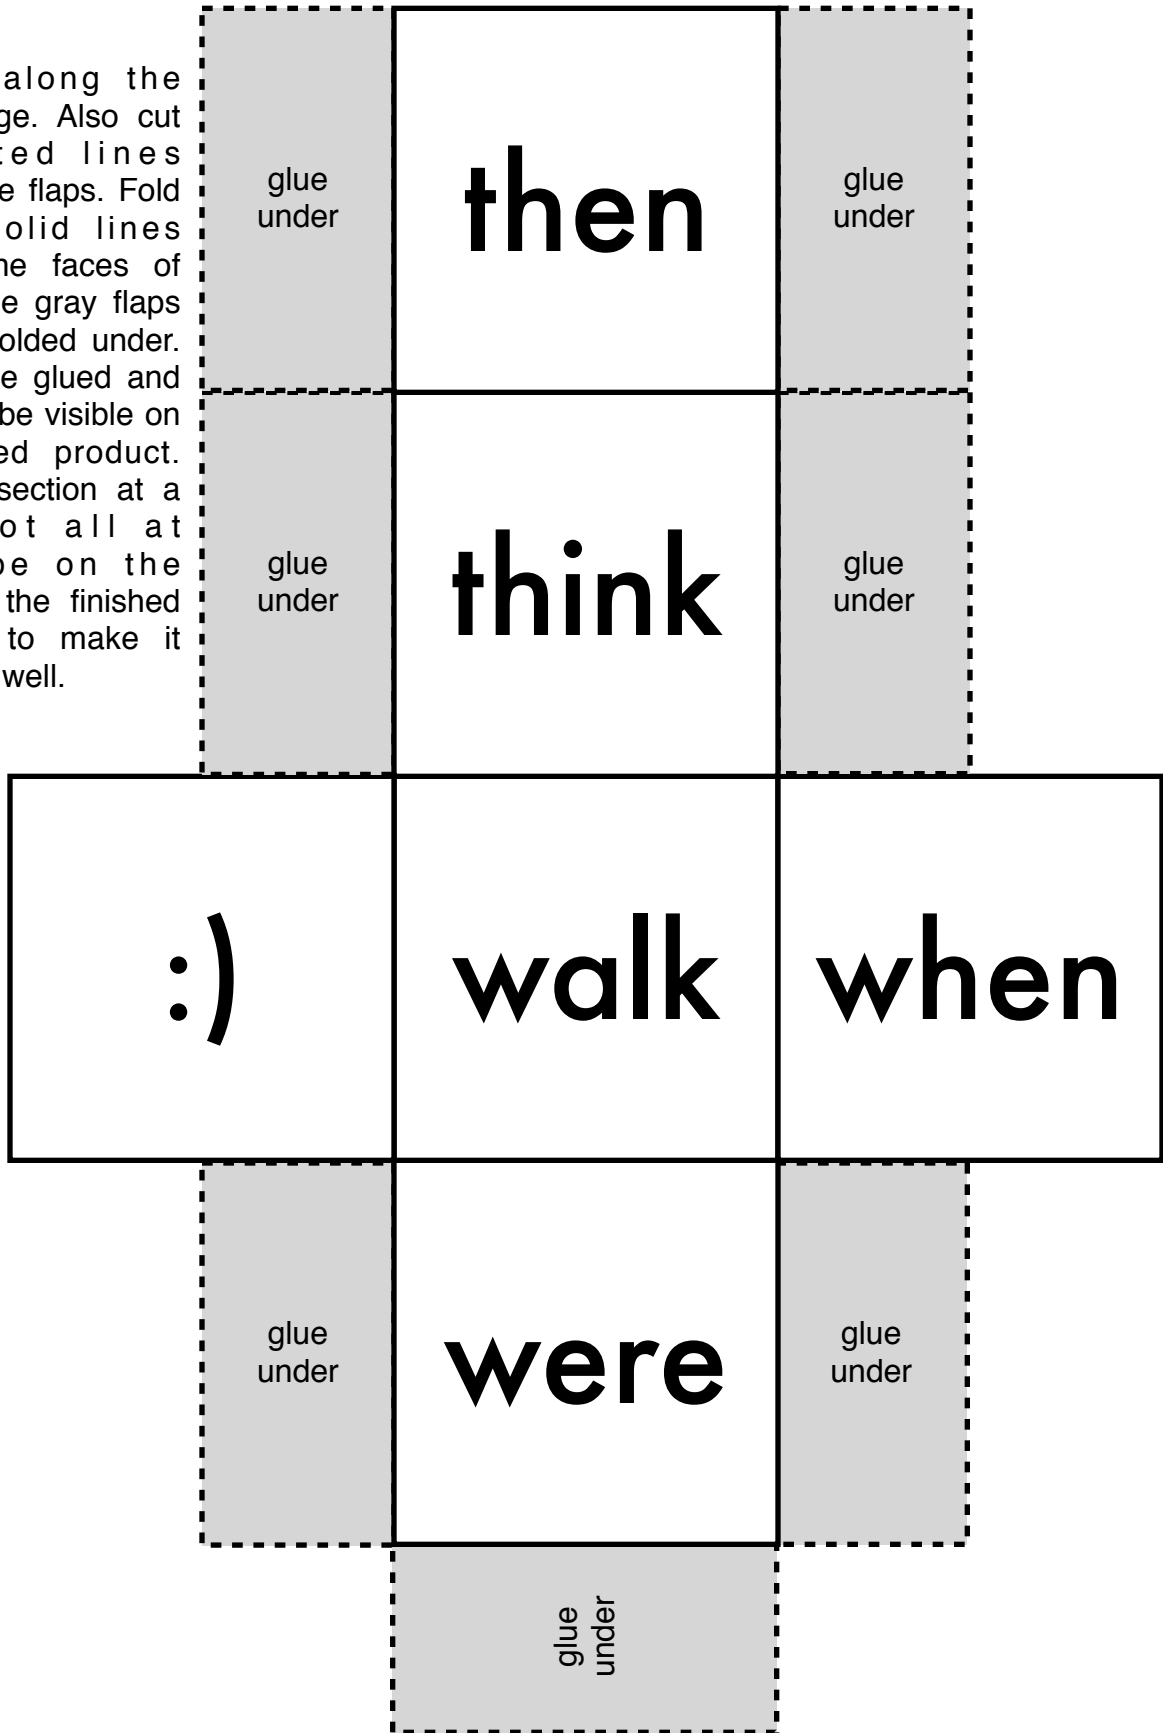 along the
ge. Also cut
ted lines
e flaps. Fold
olid lines
he faces of
e gray flaps
olded under.
e glued and
be visible on
ed product.
section at a
ot all at
pe on the
the finished
to make it
well.
glue
under
then
glue
under
glue
under
think
glue
under
:)
walk
when
glue
under
were
glue
under
glue
under